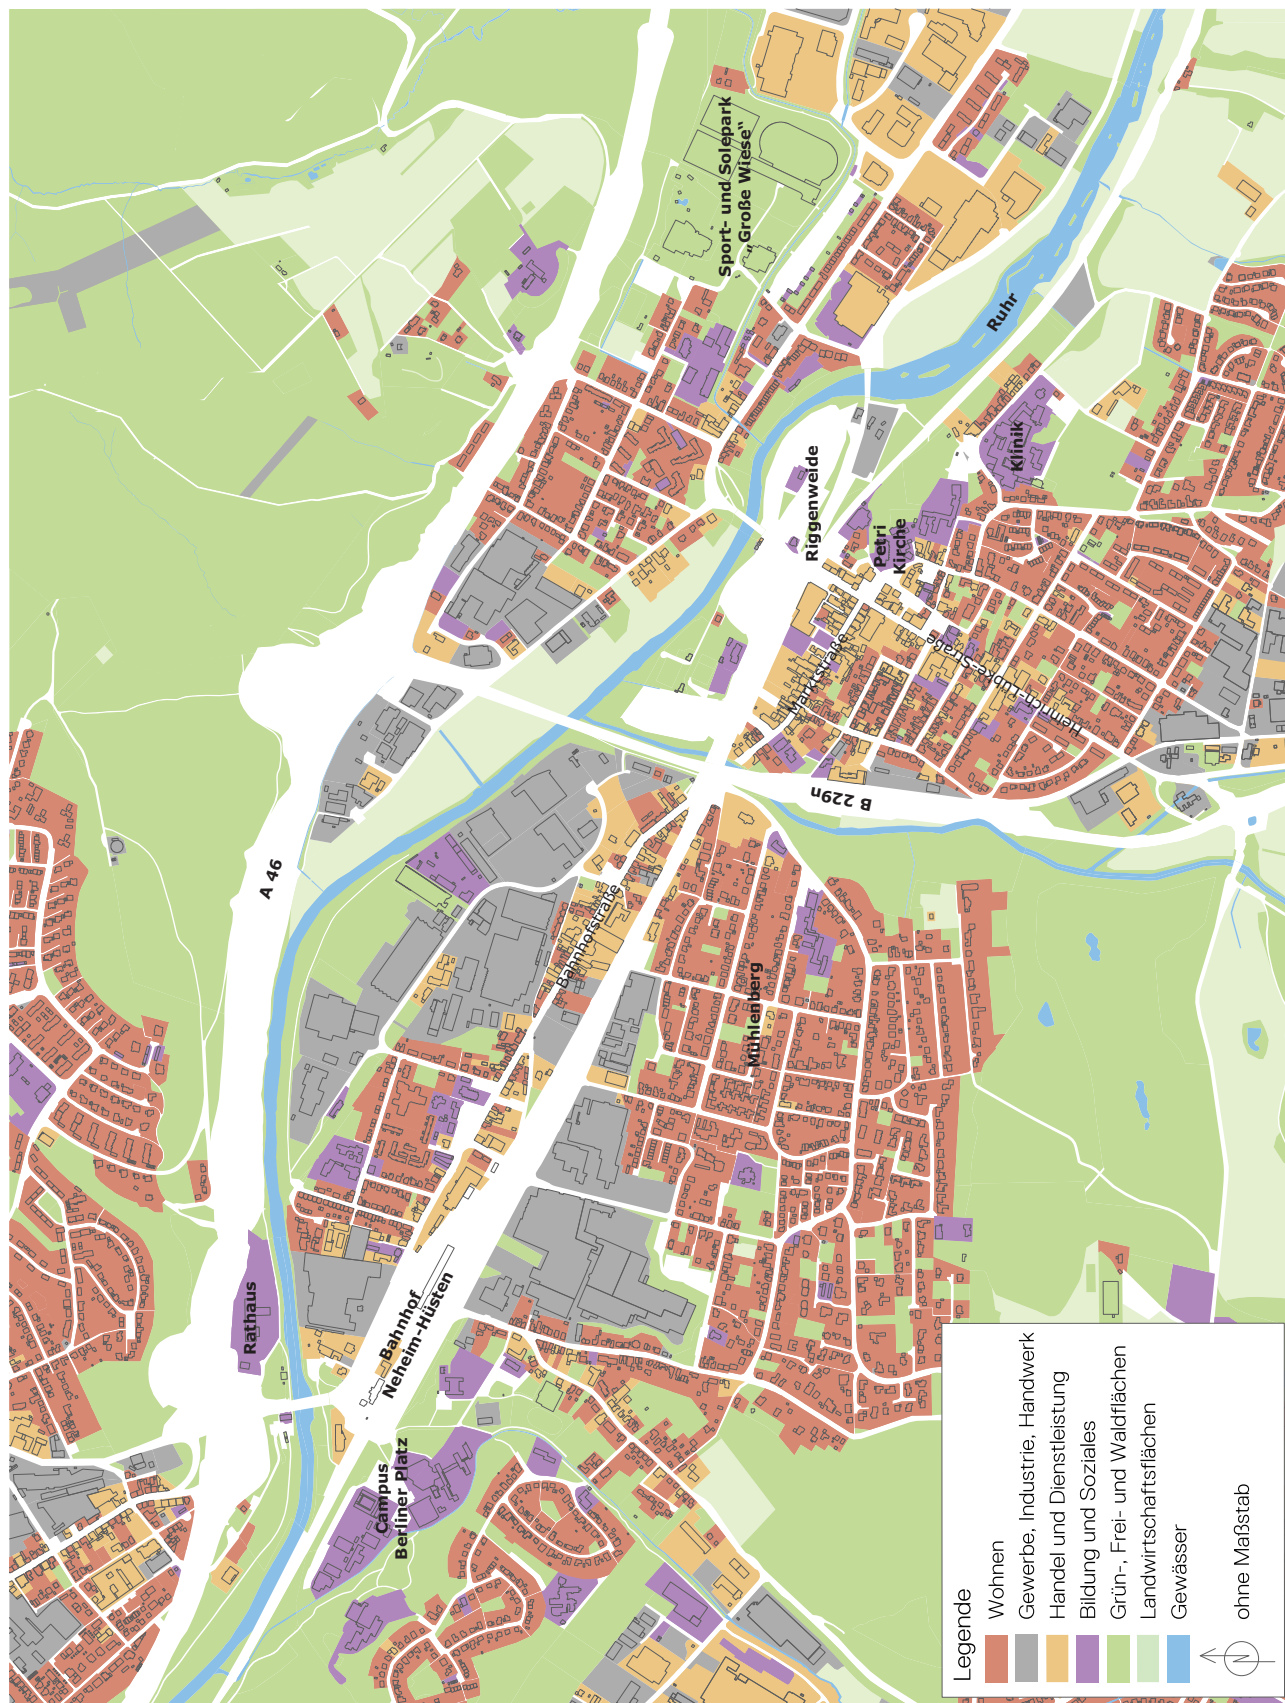 Sport- und Solepark
„Große Wiese“
Ruhr
Klinik
Riggenweide
Petri
Kirche
Marktstraße
Heinrich-Lübke-Straße
B 229n
A 46
Bahnhofstraße
Mühlenberg
Rathaus
Bahnhof
Neheim-Hüsten
Campus
Berliner Platz
Legende
Wohnen
Gewerbe, Industrie, Handwerk
Handel und Dienstleistung
Bildung und Soziales
Grün-, Frei- und Waldflächen
Landwirtschaftsflächen
Gewässer
N
ohne Maßstab